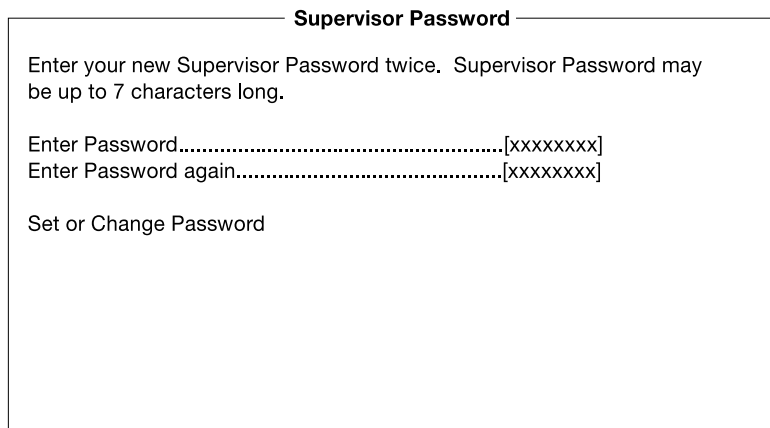 Supervisor Password
Enter your new Supervisor Password twice. Supervisor Password may
be up to 7 characters long.
Enter Password........................................................[xxxxxxxx]
Enter Password again..............................................[xxxxxxxx]
Set or Change Password